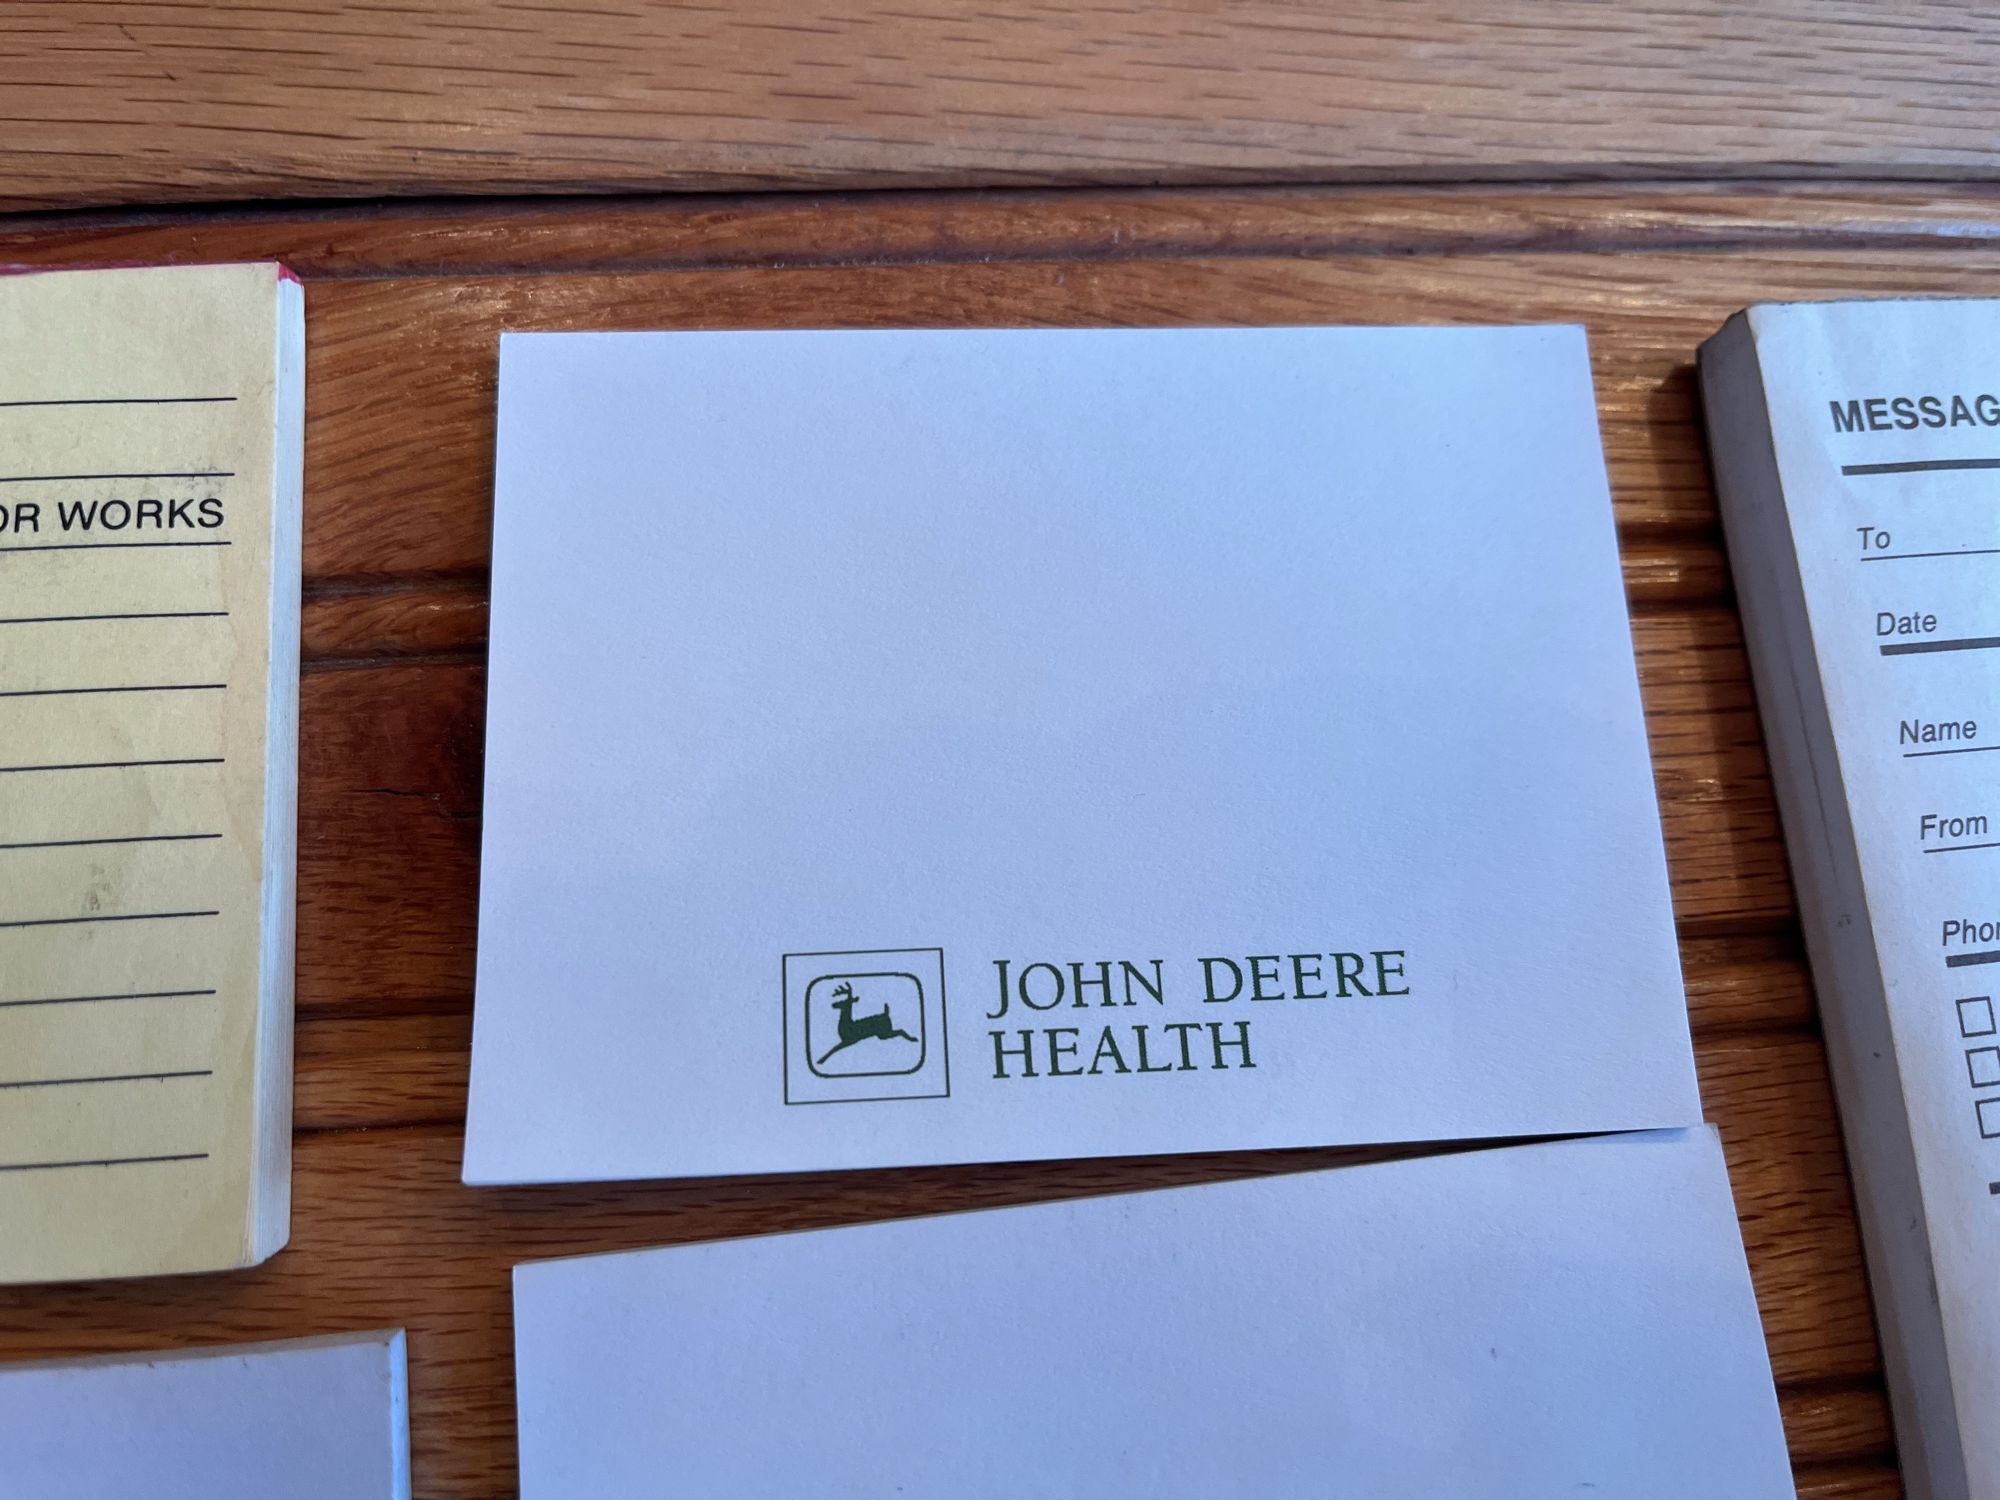 OR WORKS
JOHN DEERE
HEALTH
MESSAG
To
Date
Name
From
Phon